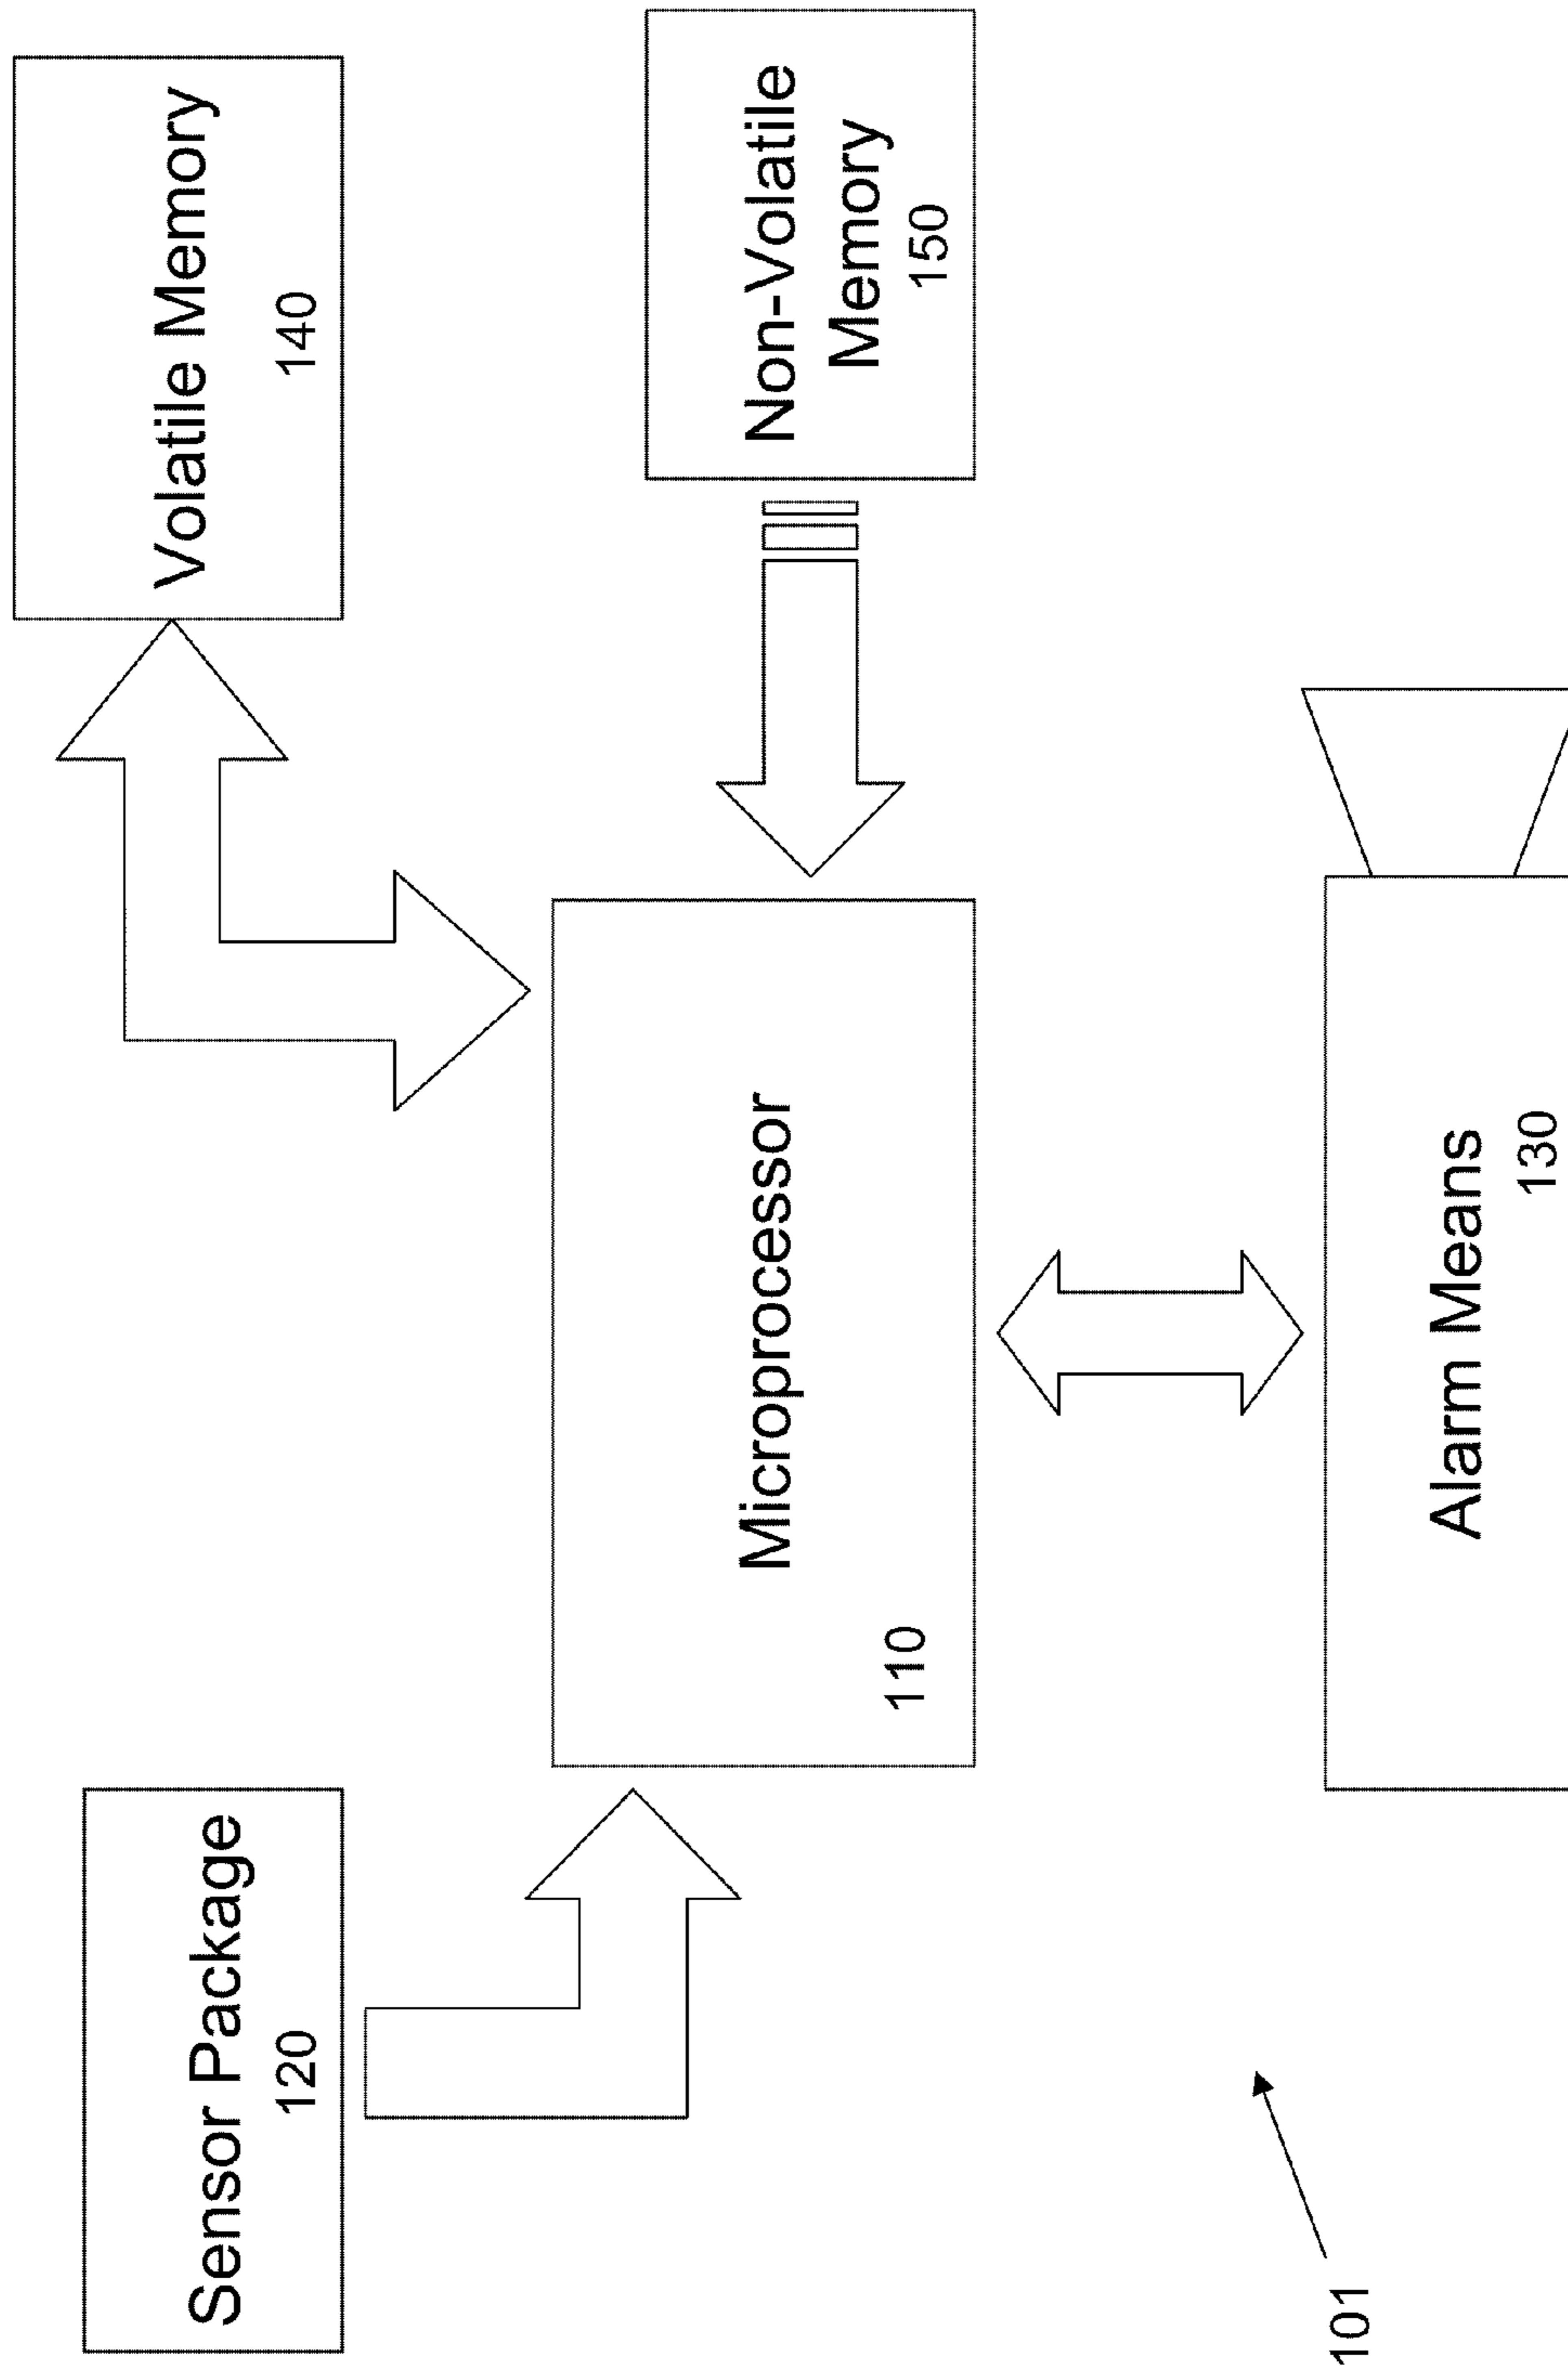 Sensor Package
120
Volatile Memory
140
Microprocessor
110
Non-Volatile
Memory
150
Alarm Means
130
101